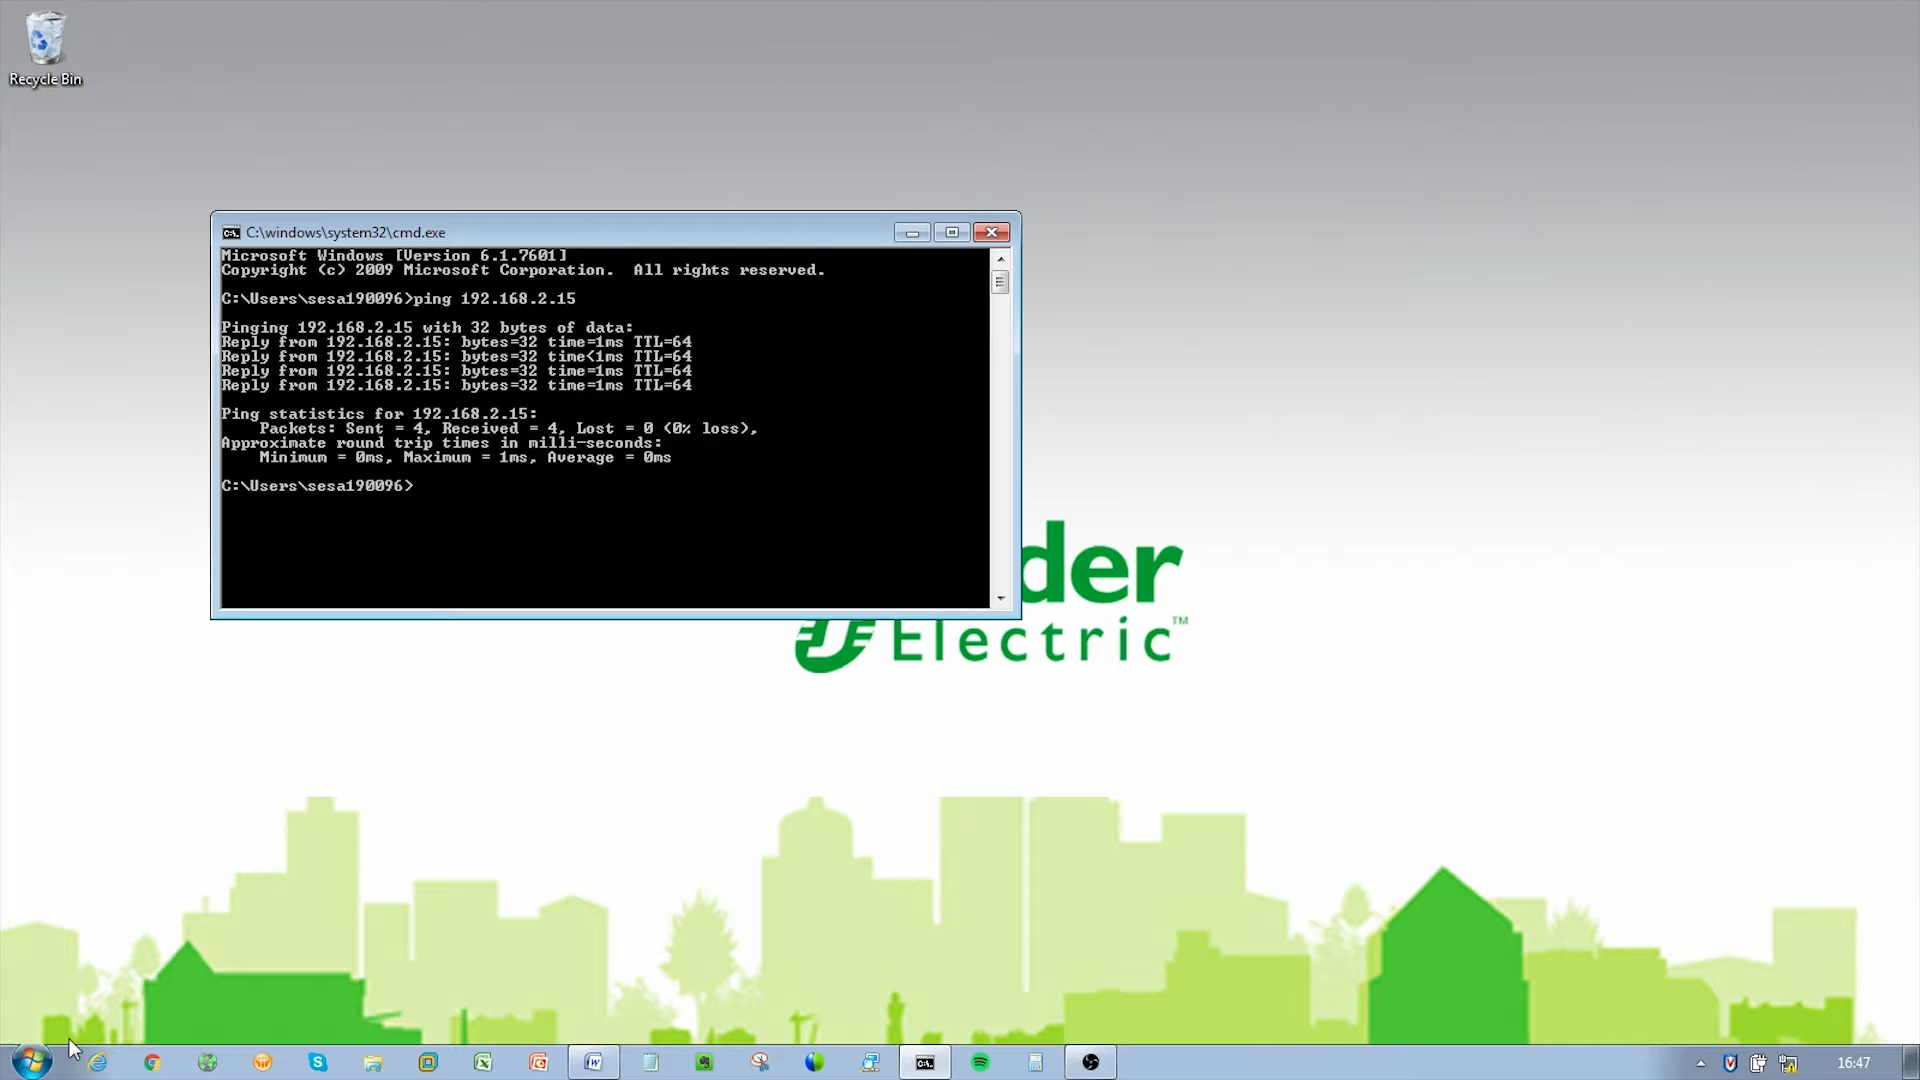 Recycle Bin
C:\windows\system32\cmd.exe
Microsoft Windows [Version 6.1.7601]
Copyright (c) 2009 Microsoft Corporation.  All rights reserved.
C:\Users\sesa190096>ping 192.168.2.15
Pinging 192.168.2.15 with 32 bytes of data:
Reply from 192.168.2.15: bytes=32 time=1ms TTL=64
Reply from 192.168.2.15: bytes=32 time<1ms TTL=64
Reply from 192.168.2.15: bytes=32 time=1ms TTL=64
Reply from 192.168.2.15: bytes=32 time=1ms TTL=64
Ping statistics for 192.168.2.15:
Packets: Sent = 4, Received = 4, Lost = 0 (0% loss),
Approximate round trip times in milli-seconds:
Minimum = 0ms, Maximum = 1ms, Average = 0ms
C:\Users\sesa190096>
der
Electric™
16:47